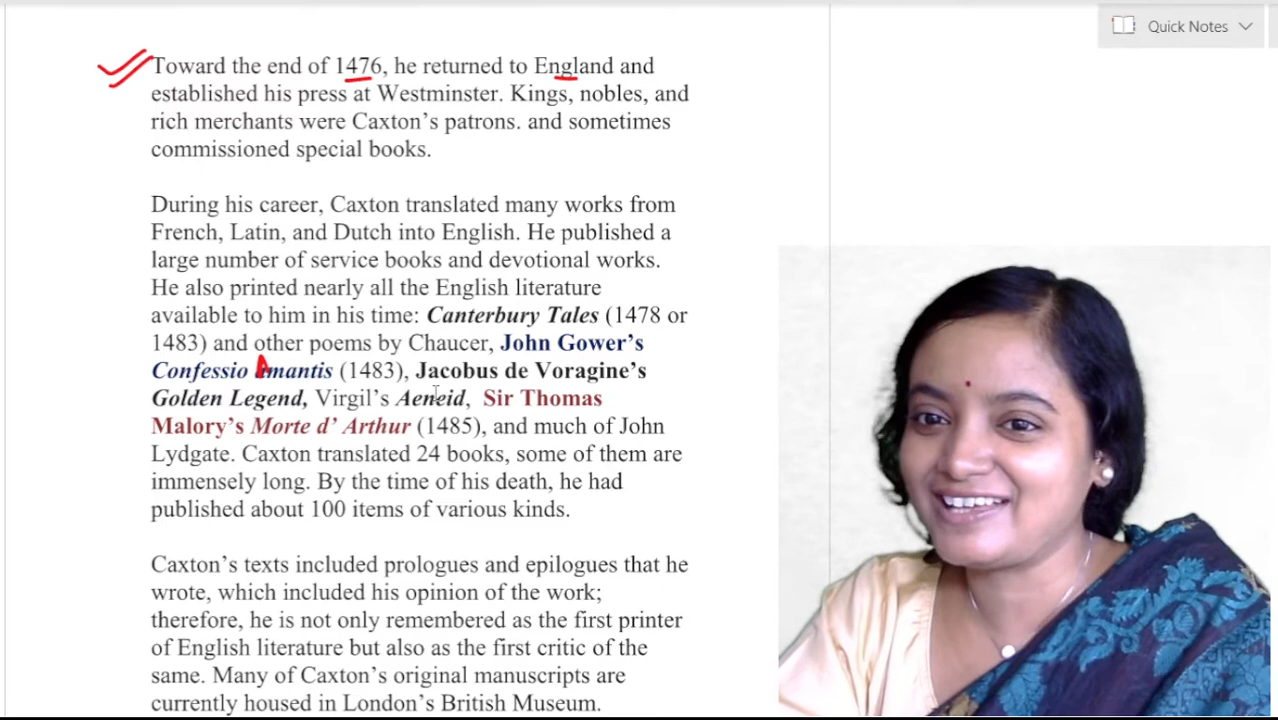 Quick Notes
Toward the end of 1476, he returned to England and
established his press at Westminster. Kings, nobles, and
rich merchants were Caxton’s patrons. and sometimes
commissioned special books.
During his career, Caxton translated many works from
French, Latin, and Dutch into English. He published a
large number of service books and devotional works.
He also printed nearly all the English literature
available to him in his time: Canterbury Tales (1478 or
1483) and other poems by Chaucer, John Gower’s
Confessio Amantis (1483), Jacobus de Voragine’s
Golden Legend, Virgil’s Aeneid, Sir Thomas
Malory’s Morte d’ Arthur (1485), and much of John
Lydgate. Caxton translated 24 books, some of them are
immensely long. By the time of his death, he had
published about 100 items of various kinds.
Caxton’s texts included prologues and epilogues that he
wrote, which included his opinion of the work;
therefore, he is not only remembered as the first printer
of English literature but also as the first critic of the
same. Many of Caxton’s original manuscripts are
currently housed in London’s British Museum.